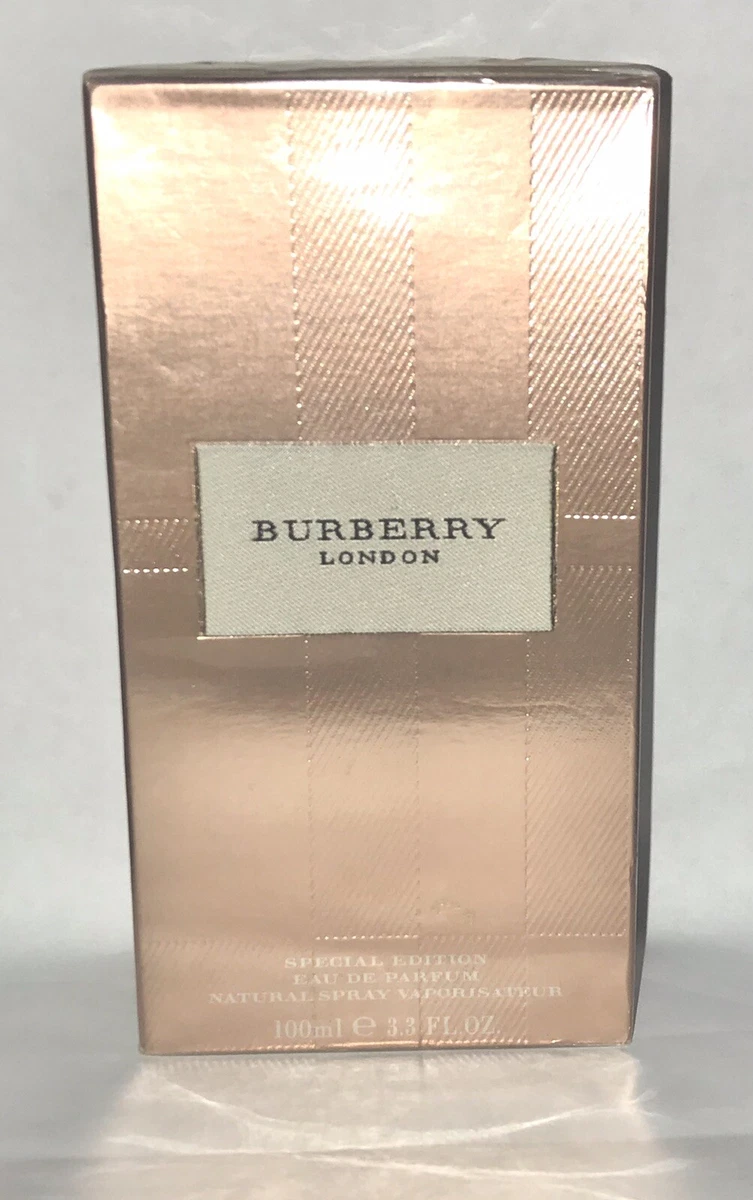 BURBERRY
LONDON
SPECIAL EDITION
EAU DE PARFUM
NATURAL SPRAY VAPORISATEUR
100ml ℮ 3.3 FL.OZ.